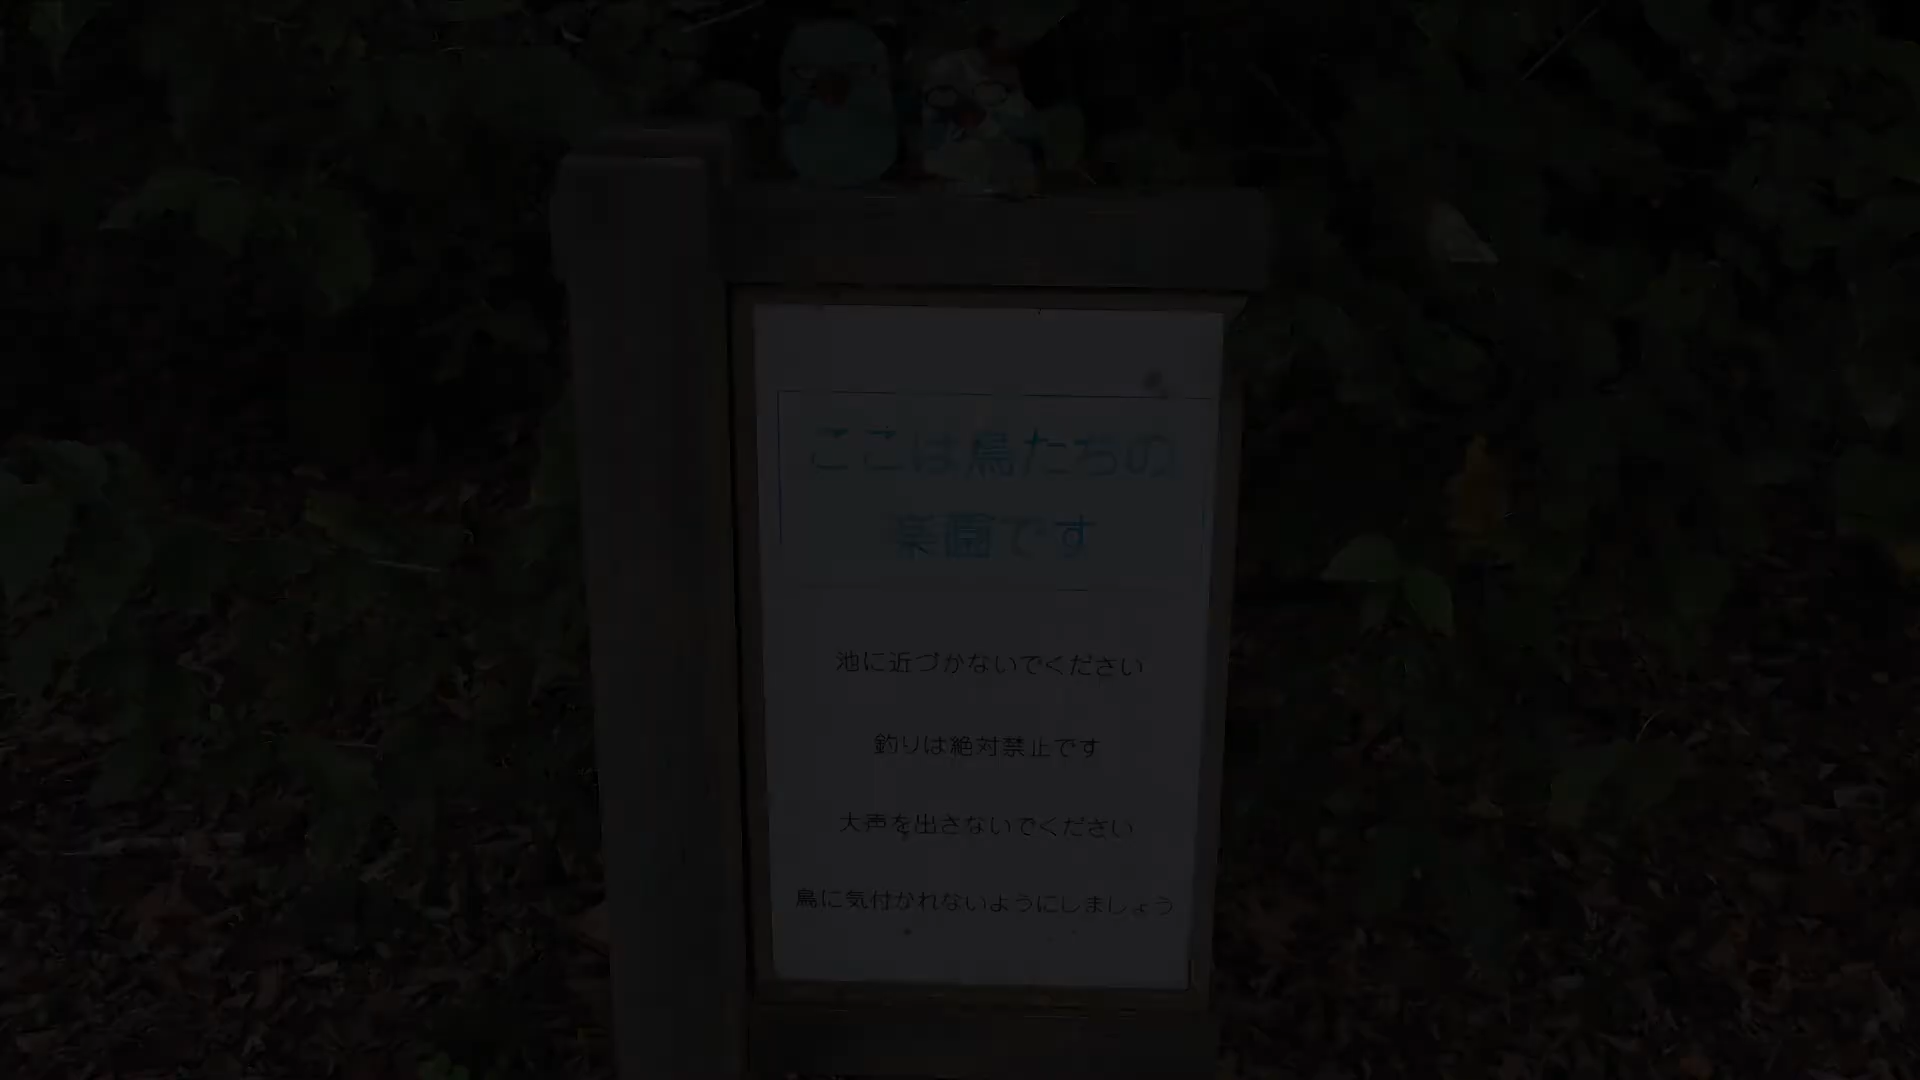 ここは鳥たちの
楽園です
池に近づかないでください
釣りは絶対禁止です
大声を出さないでください
鳥に気付かれないようにしましょう